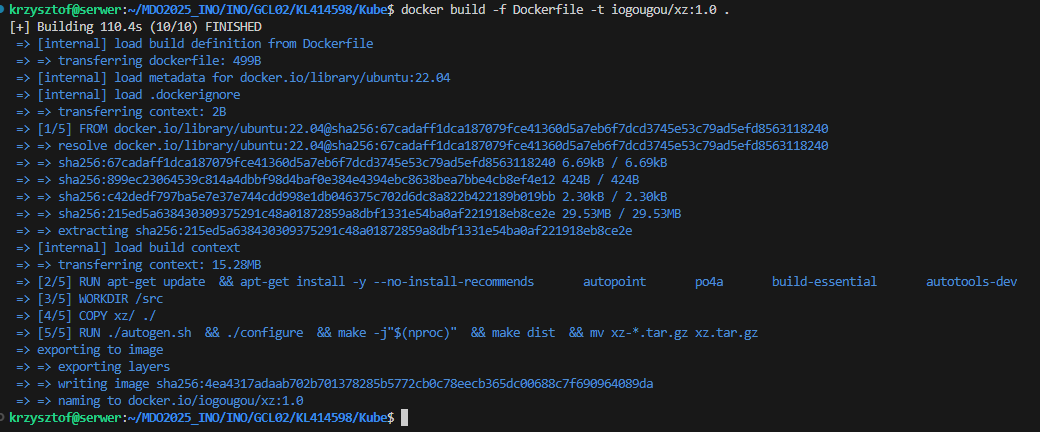 krzysztof@serwer:~/MDO2025_INO/INO/GCL02/KL414598/Kube$ docker build -f Dockerfile -t iogougou/xz:1.0 .
[+] Building 110.4s (10/10) FINISHED
=> [internal] load build definition from Dockerfile
=> => transferring dockerfile: 499B
=> [internal] load metadata for docker.io/library/ubuntu:22.04
=> [internal] load .dockerignore
=> => transferring context: 2B
=> [1/5] FROM docker.io/library/ubuntu:22.04@sha256:67cadaff1dca187079fce41360d5a7eb6f7dcd3745e53c79ad5efd8563118240
=> => resolve docker.io/library/ubuntu:22.04@sha256:67cadaff1dca187079fce41360d5a7eb6f7dcd3745e53c79ad5efd8563118240
=> => sha256:67cadaff1dca187079fce41360d5a7eb6f7dcd3745e53c79ad5efd8563118240 6.69kB / 6.69kB
=> => sha256:899ec23064539c814a4dbbf98d4baf0e384e4394ebc8638bea7bbe4cb8ef4e12 424B / 424B
=> => sha256:c42dedf797ba5e7e37e744cdd998e1db046375c702d6dc8a822b422189b019bb 2.30kB / 2.30kB
=> => sha256:215ed5a638430309375291c48a01872859a8dbf1331e54ba0af221918eb8ce2e 29.53MB / 29.53MB
=> => extracting sha256:215ed5a638430309375291c48a01872859a8dbf1331e54ba0af221918eb8ce2e
=> [internal] load build context
=> => transferring context: 15.28MB
=> [2/5] RUN apt-get update  && apt-get install -y --no-install-recommends       autopoint       po4a       build-essential       autotools-dev
=> [3/5] WORKDIR /src
=> [4/5] COPY xz/ ./
=> [5/5] RUN ./autogen.sh  && ./configure  && make -j"$(nproc)"  && make dist  && mv xz-*.tar.gz xz.tar.gz
=> exporting to image
=> => exporting layers
=> => writing image sha256:4ea4317adaab702b701378285b5772cb0c78eecb365dc00688c7f690964089da
=> => naming to docker.io/iogougou/xz:1.0
krzysztof@serwer:~/MDO2025_INO/INO/GCL02/KL414598/Kube$